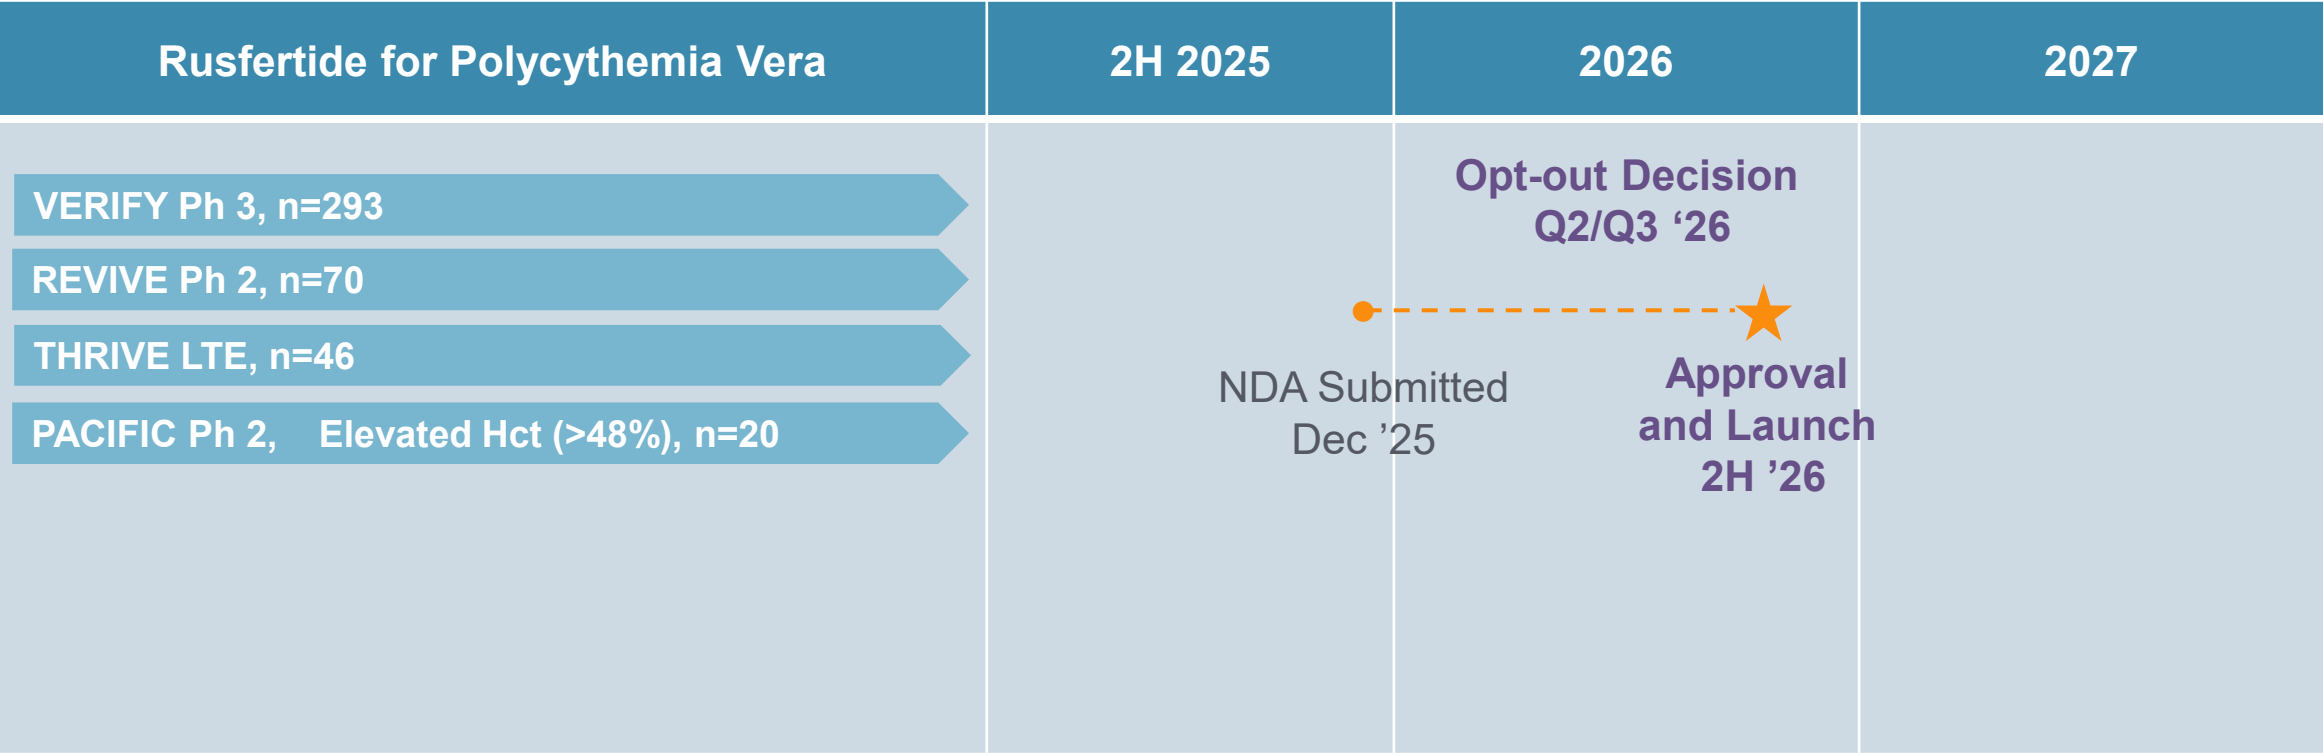 Rusfertide for Polycythemia Vera
2H 2025
2026
2027
VERIFY Ph 3, n=293
REVIVE Ph 2, n=70
THRIVE LTE, n=46
PACIFIC Ph 2, Elevated Hct (>48%), n=20
Opt-out Decision
Q2/Q3 ‘26
NDA Submitted
Dec ’25
Approval
and Launch
2H ’26